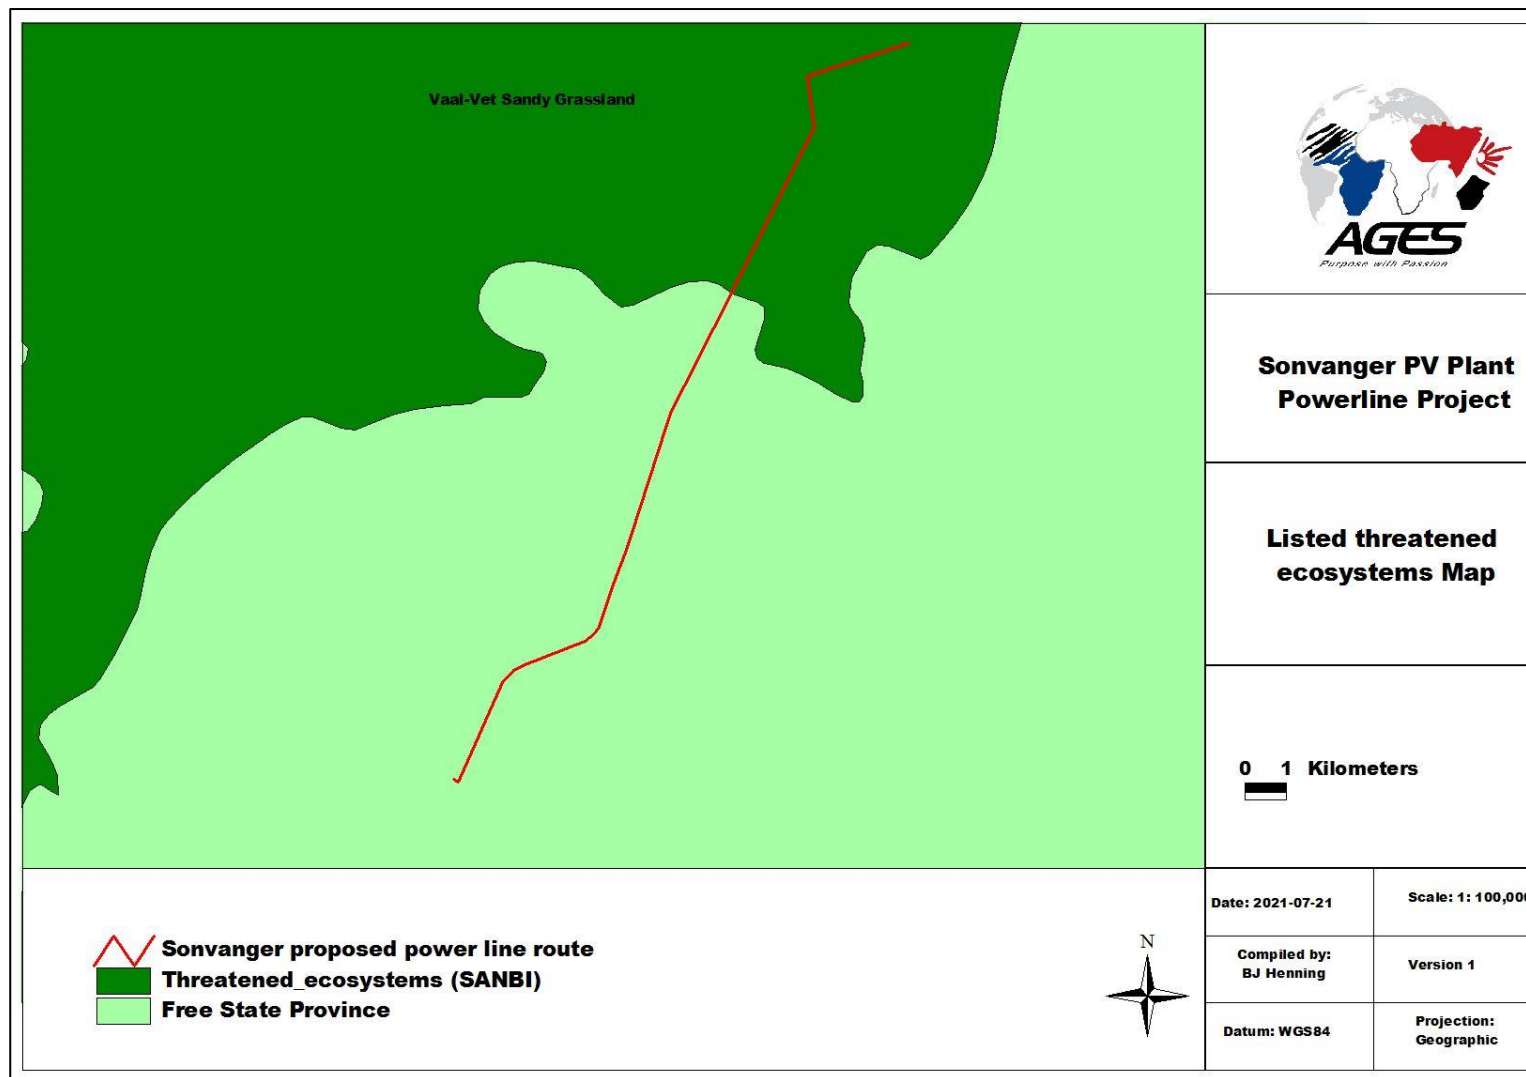 Vaal-Vet Sandy Grassland
AGES
Purpose with Passion
Sonvanger PV Plant
Powerline Project
Listed threatened
ecosystems Map
0 1 Kilometers
Sonvanger proposed power line route
Threatened_ecosystems (SANBI)
Free State Province
N
Date: 2021-07-21
Scale: 1: 100,000
Compiled by:
BJ Henning
Version 1
Datum: WGS84
Projection:
Geographic